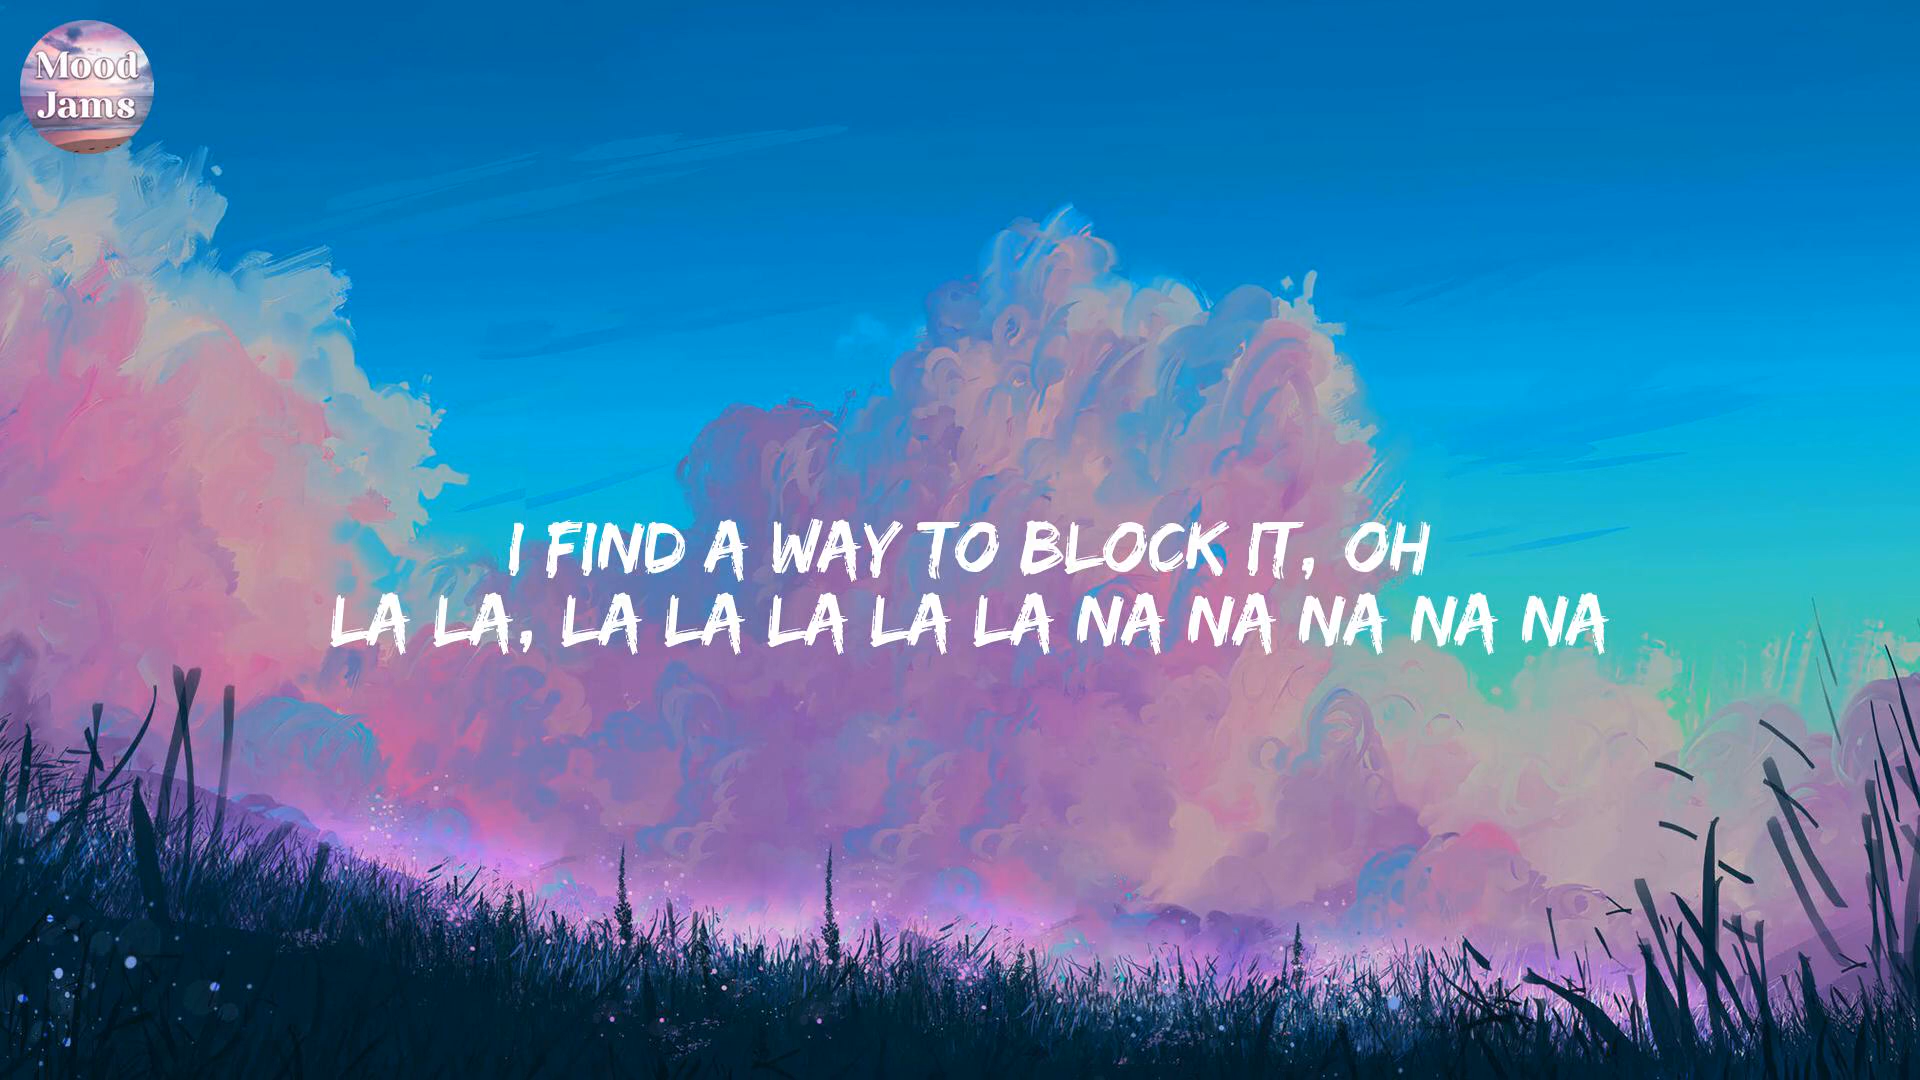 Mood
Jams
I FIND A WAY TO BLOCK IT, OH
LA LA, LA LA LA LA LA NA NA NA NA NA